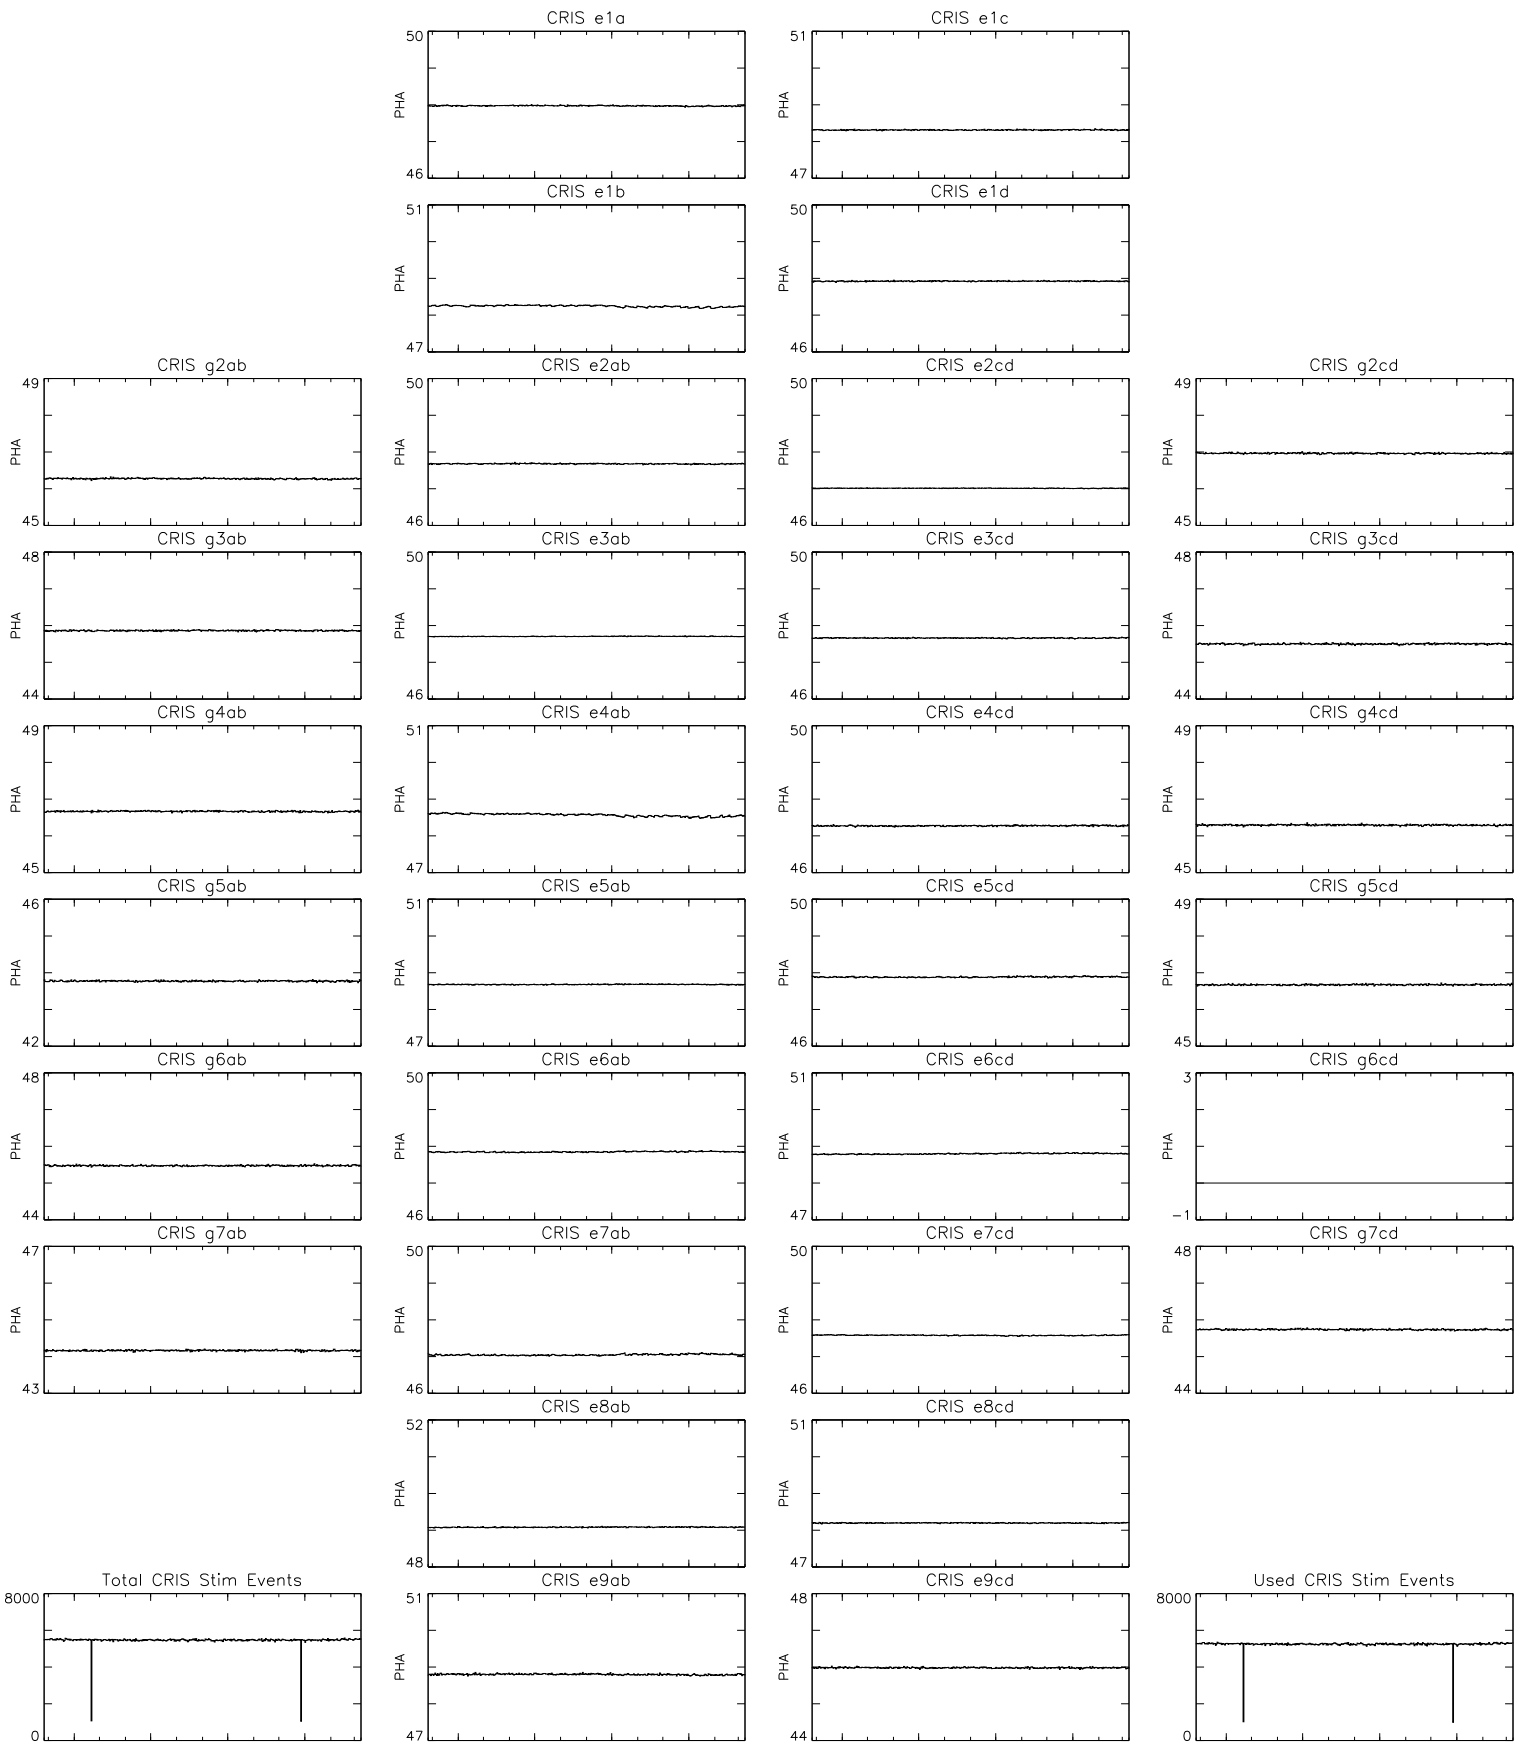 CRIS e1a
50
PHA
46
CRIS e1c
51
PHA
47
CRIS e1b
51
PHA
47
CRIS e1d
50
PHA
46
CRIS g2ab
49
PHA
45
CRIS e2ab
50
PHA
46
CRIS e2cd
50
PHA
46
CRIS g2cd
49
PHA
45
CRIS g3ab
48
PHA
44
CRIS e3ab
50
PHA
46
CRIS e3cd
50
PHA
46
CRIS g3cd
48
PHA
44
CRIS g4ab
49
PHA
45
CRIS e4ab
51
PHA
47
CRIS e4cd
50
PHA
46
CRIS g4cd
49
PHA
45
CRIS g5ab
46
PHA
42
CRIS e5ab
51
PHA
47
CRIS e5cd
50
PHA
46
CRIS g5cd
49
PHA
45
CRIS g6ab
48
PHA
44
CRIS e6ab
50
PHA
46
CRIS e6cd
51
PHA
47
CRIS g6cd
3
PHA
-1
CRIS g7ab
47
PHA
43
CRIS e7ab
50
PHA
46
CRIS e7cd
50
PHA
46
CRIS g7cd
48
PHA
44
CRIS e8ab
52
PHA
48
CRIS e8cd
51
PHA
47
Total CRIS Stim Events
8000
0
CRIS e9ab
51
PHA
47
CRIS e9cd
48
PHA
44
Used CRIS Stim Events
8000
0